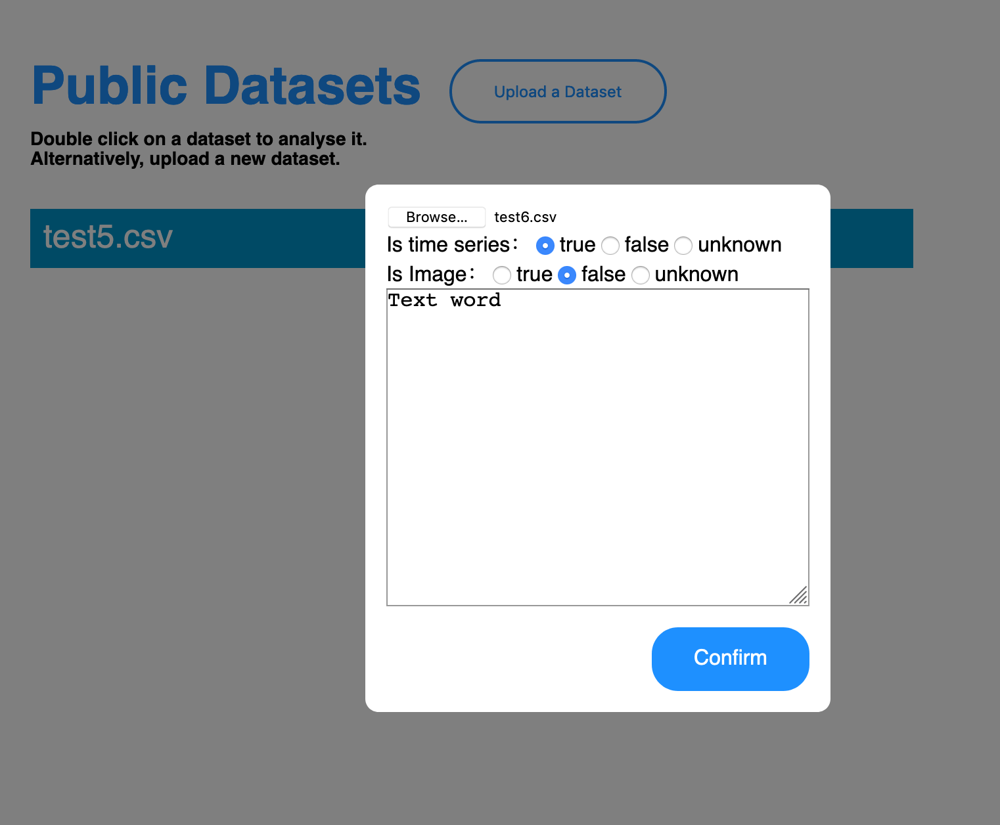 Public Datasets
Upload a Dataset
Double click on a dataset to analyse it.
Alternatively, upload a new dataset.
test5.csv
Browse... test6.csv
Is time series： true false unknown
Is Image： true false unknown
Text word
Confirm